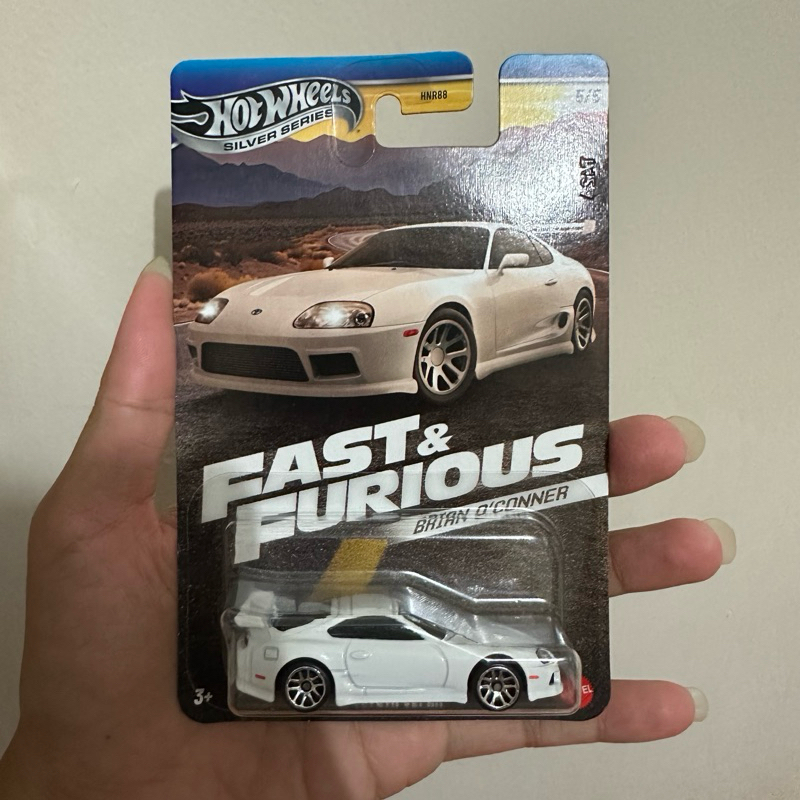 HOT WHEELS
SILVER SERIES
HNR88
5/5
FAST &
FURIOUS
BRIAN O'CONNER
3+